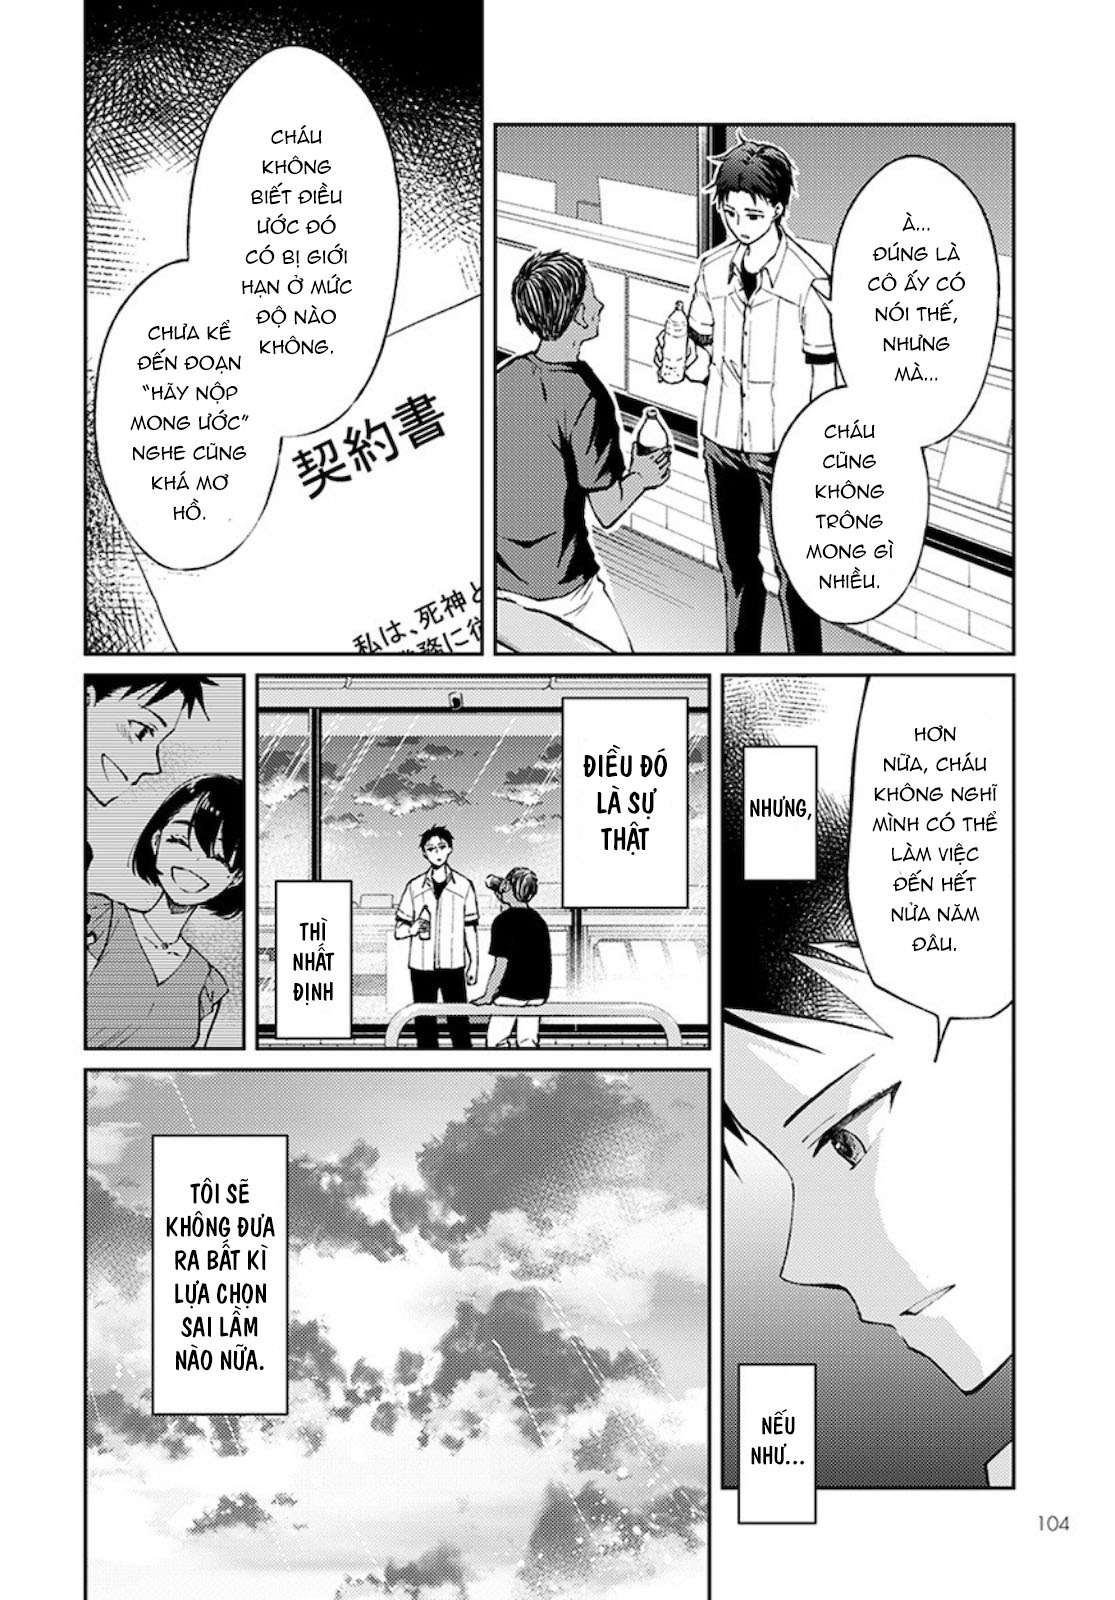 À...
ĐÚNG LÀ
CÔ ẤY CÓ
NÓI THẾ,
NHƯNG
MÀ...
CHÁU
CŨNG
KHÔNG
TRÔNG
MONG GÌ
NHIỀU.
CHÁU
KHÔNG
BIẾT ĐIỀU
ƯỚC ĐÓ
CÓ BỊ GIỚI
HẠN Ở MỨC
ĐỘ NÀO
KHÔNG.
CHƯA KỂ
ĐẾN ĐOẠN
“HÃY NỘP
MONG ƯỚC”
NGHE CŨNG
KHÁ MƠ
HỒ.
契約書
私は、死神と
務に従
HƠN
NỮA, CHÁU
KHÔNG NGHĨ
MÌNH CÓ THỂ
LÀM VIỆC
ĐẾN HẾT
NỬA NĂM
ĐÂU.
NHƯNG,
NẾU
NHƯ...
ĐIỀU ĐÓ
LÀ SỰ
THẬT
THÌ
NHẤT
ĐỊNH
TÔI SẼ
KHÔNG ĐƯA
RA BẤT KÌ
LỰA CHỌN
SAI LẦM
NÀO NỮA.
104